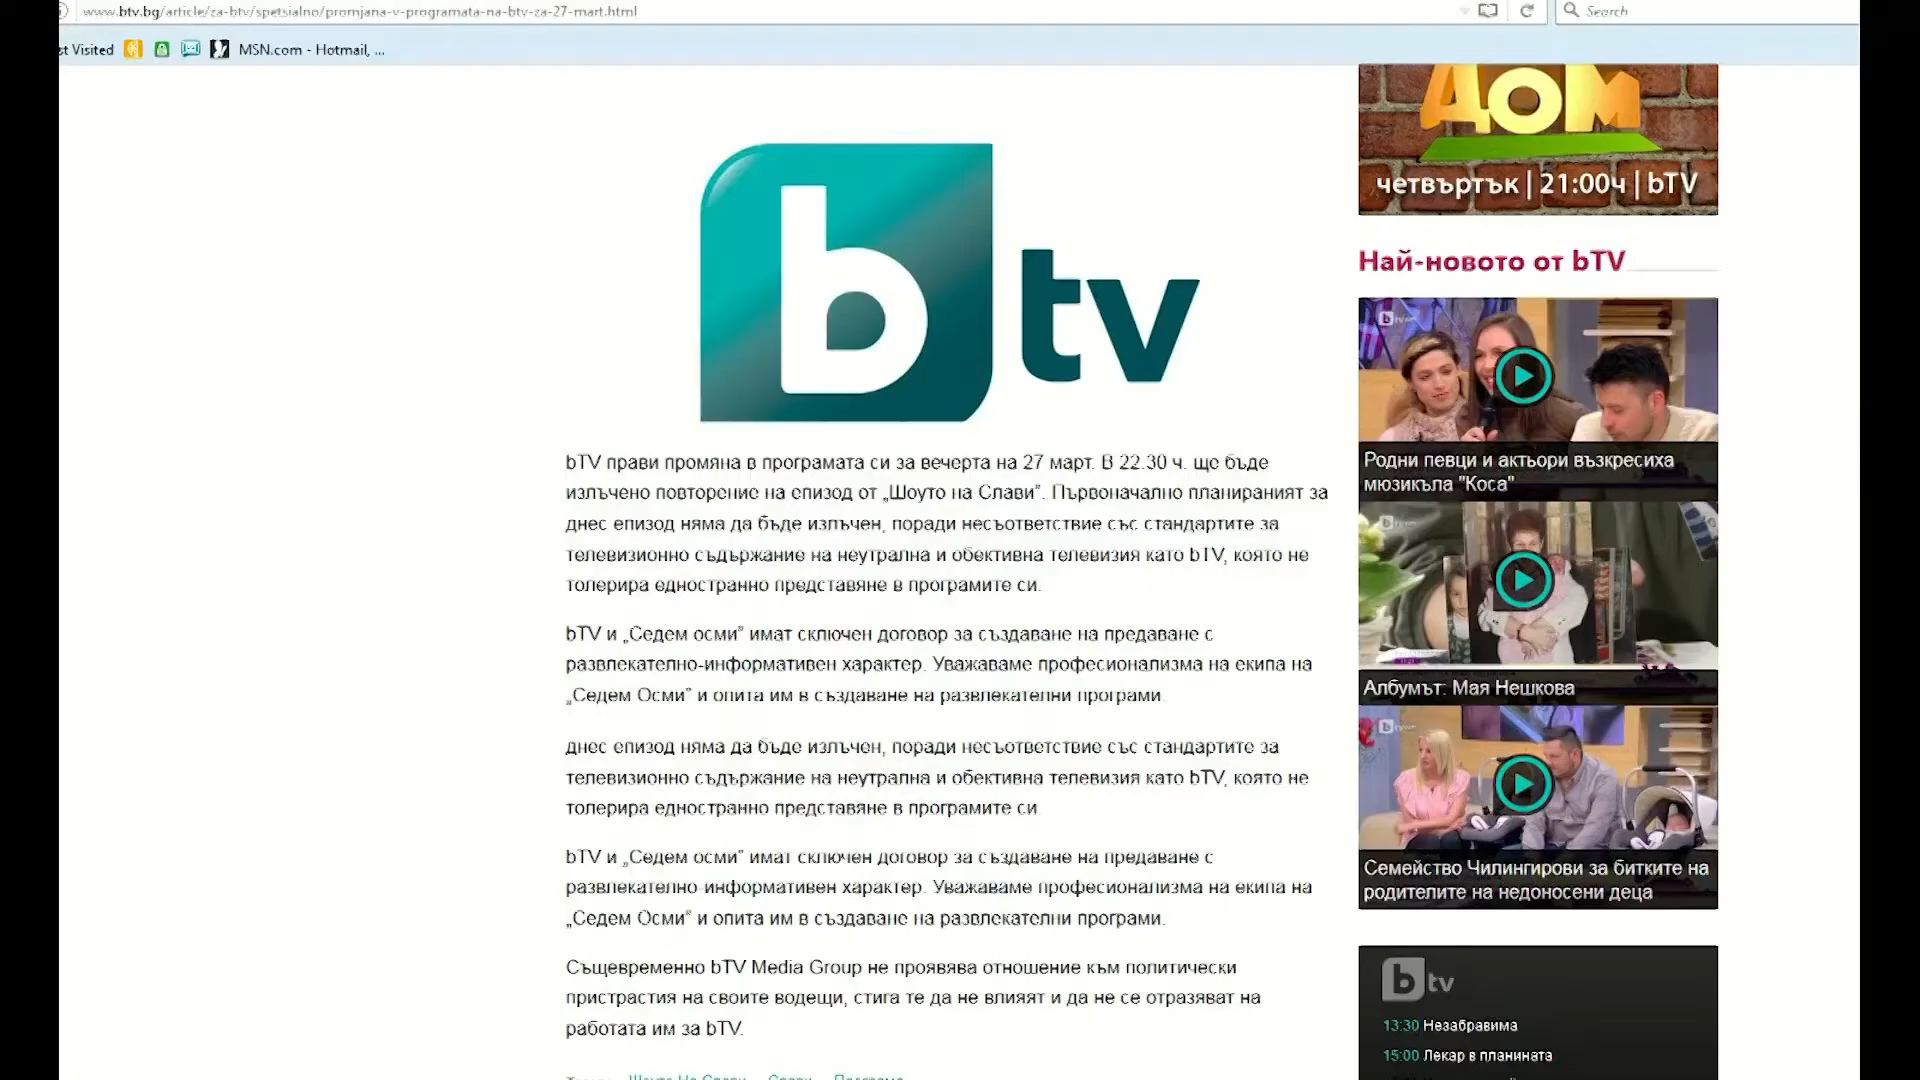 www.btv.bg/article/za-btv/spetsialno/promjana-v-programata-na-btv-za-27-mart.html
Search
st Visited
MSN.com - Hotmail, ...
ДОМ
четвъртък | 21:00ч | bTV
b tv
bTV прави промяна в програмата си за вечерта на 27 март. В 22.30 ч. ще бъде
излъчено повторение на епизод от „Шоуто на Слави”. Първоначално планираният за
днес епизод няма да бъде излъчен, поради несъответствие със стандартите за
телевизионно съдържание на неутрална и обективна телевизия като bTV, която не
толерира едностранно представяне в програмите си.
bTV и „Седем осми” имат сключен договор за създаване на предаване с
развлекателно-информативен характер. Уважаваме професионализма на екипа на
„Седем Осми” и опита им в създаване на развлекателни програми.
днес епизод няма да бъде излъчен, поради несъответствие със стандартите за
телевизионно съдържание на неутрална и обективна телевизия като bTV, която не
толерира едностранно представяне в програмите си.
bTV и „Седем осми” имат сключен договор за създаване на предаване с
развлекателно-информативен характер. Уважаваме професионализма на екипа на
„Седем Осми” и опита им в създаване на развлекателни програми.
Същевременно bTV Media Group не проявява отношение към политически
пристрастия на своите водещи, стига те да не влияят и да не се отразяват на
работата им за bTV.
Най-новото от bTV
Родни певци и актьори възкресиха
мюзикъла "Коса"
Албумът: Мая Нешкова
Семейство Чилингирови за битките на
родителите на недоносени деца
b tv
13:30 Незабравима
15:00 Лекар в планината